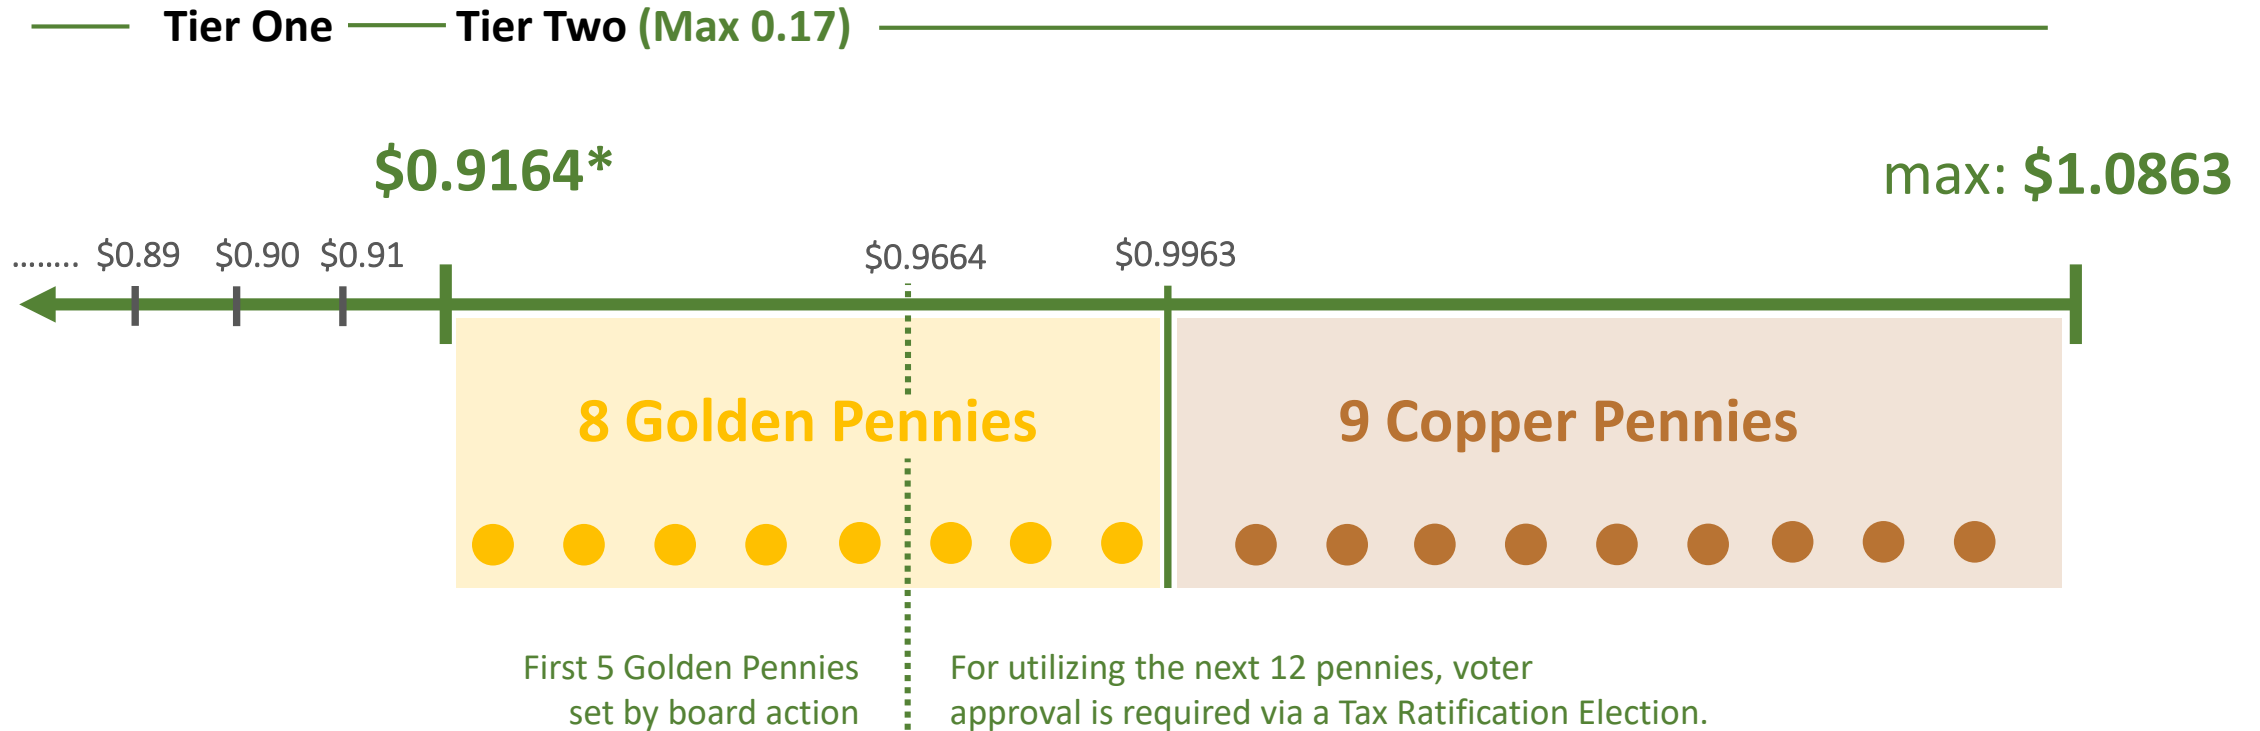 Tier One
Tier Two (Max 0.17)
$0.9164*
max: $1.0863
........ $0.89 $0.90 $0.91
$0.9664
$0.9963
8 Golden Pennies
9 Copper Pennies
First 5 Golden Pennies
set by board action
For utilizing the next 12 pennies, voter
approval is required via a Tax Ratification Election.